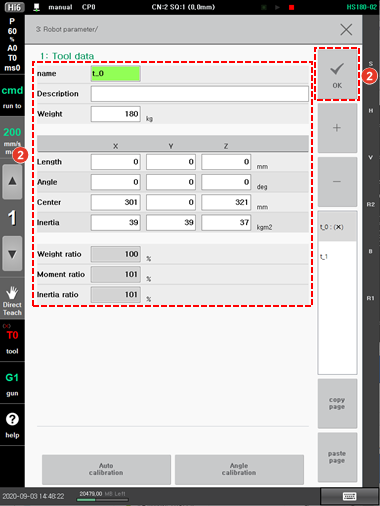 Hi6 manual CP0 CN:2 SQ:1 (0,0mm) HS180-02
P
60
%
A0
T0
ms0
cmd
run to
200
mm/s
2
1
Direct
Teach
T0
tool
G1
gun
help
3: Robot parameter/
1: Tool data
name t_0
Description
Weight 180 kg
X Y Z
Length 0 0 0 mm
Angle 0 0 0 deg
Center 301 0 321 mm
Inertia 39 39 37 kgm2
Weight ratio 100 %
Moment ratio 101 %
Inertia ratio 101 %
Auto
calibration
Angle
calibration
OK
2
+
−
t_0 : (X)
t_1
copy
page
paste
page
S
H
V
R2
B
R1
2020-09-03 14:48:22 20479.00 MB Left